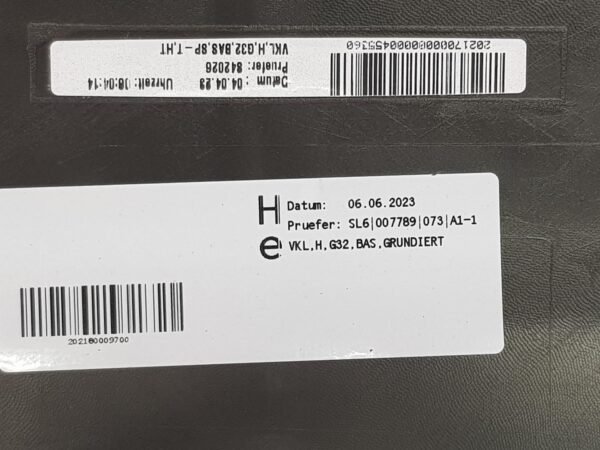 Datum : 04.04.23 Uhrzeit: 08:04:14
Pruefer: 842026
VKL,H,G32,BAS,8P-T,HT
H
e
Datum: 06.06.2023
Pruefer: SL6|007789|073|A1-1
VKL,H,G32,BAS,GRUNDIERT
202180009700